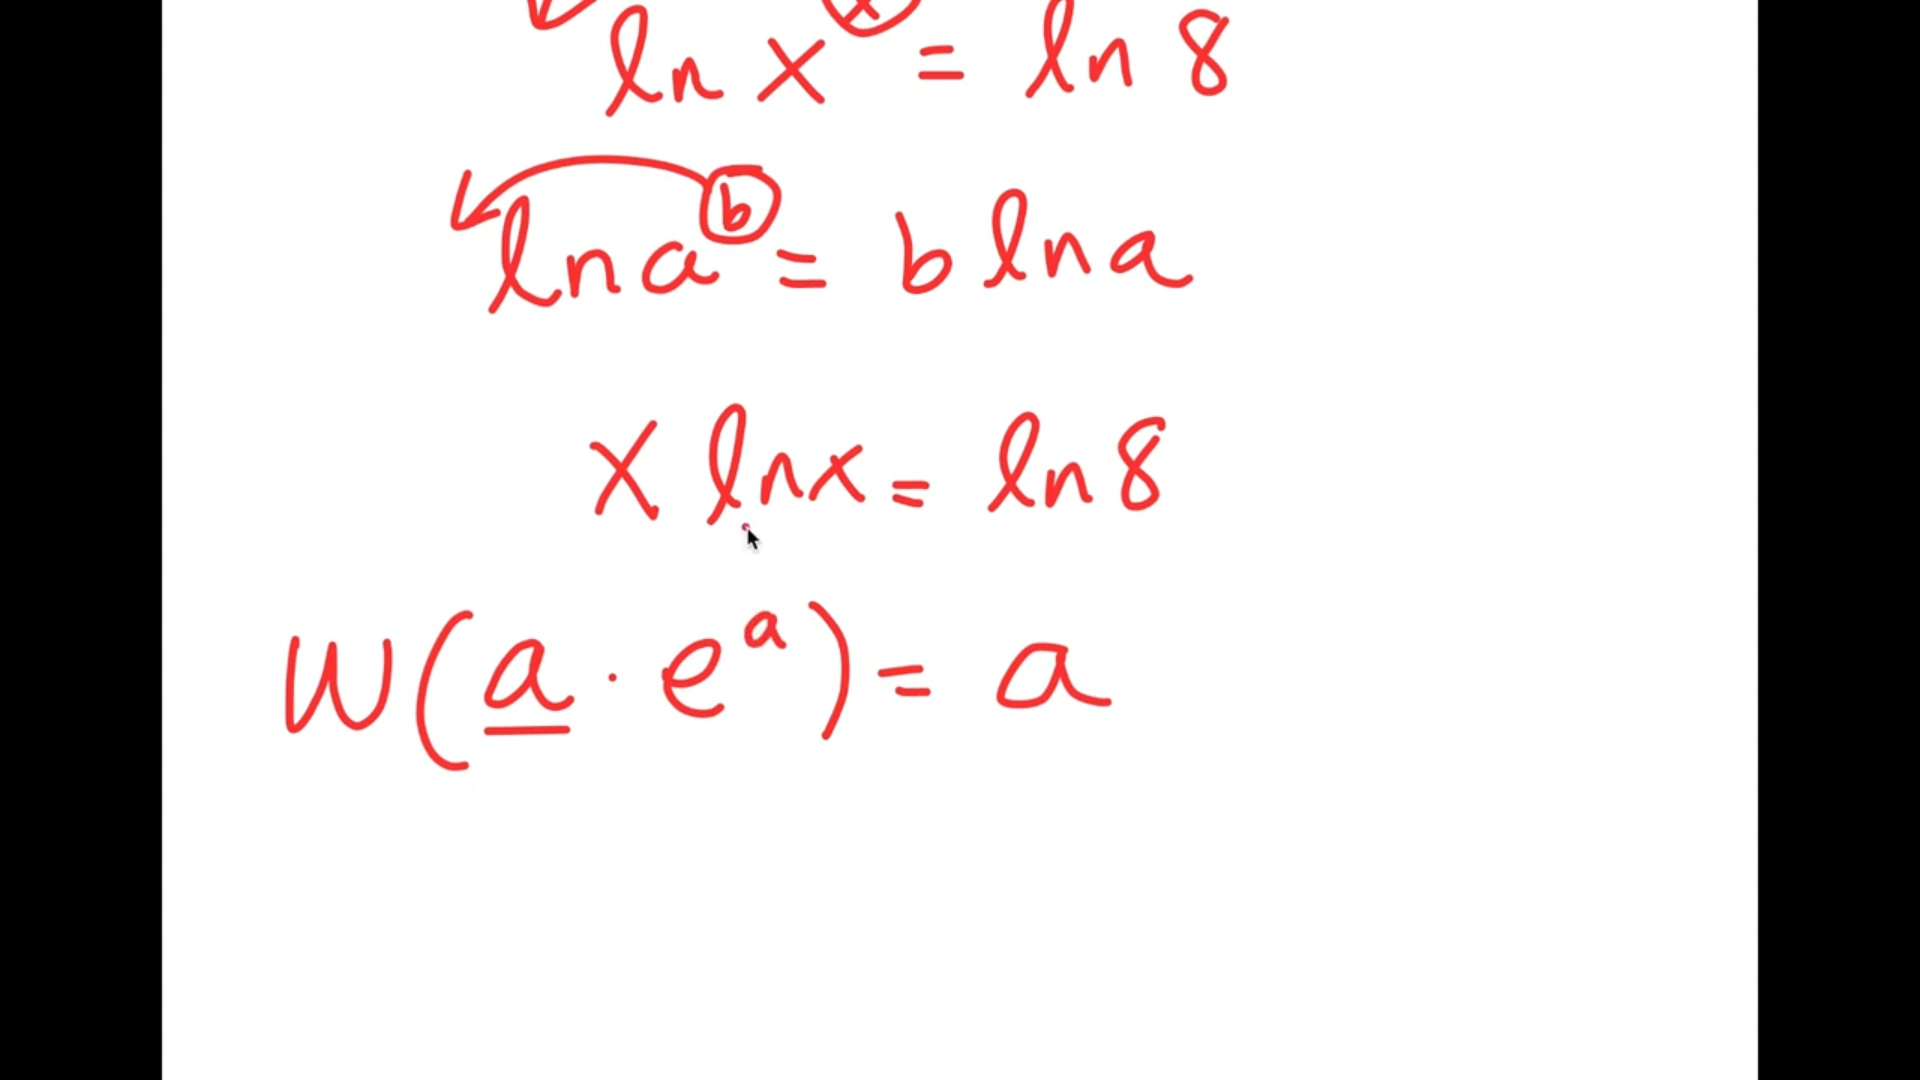 ln x^x = ln 8
ln a^b = b ln a
x ln x = ln 8
W(a · e^a) = a